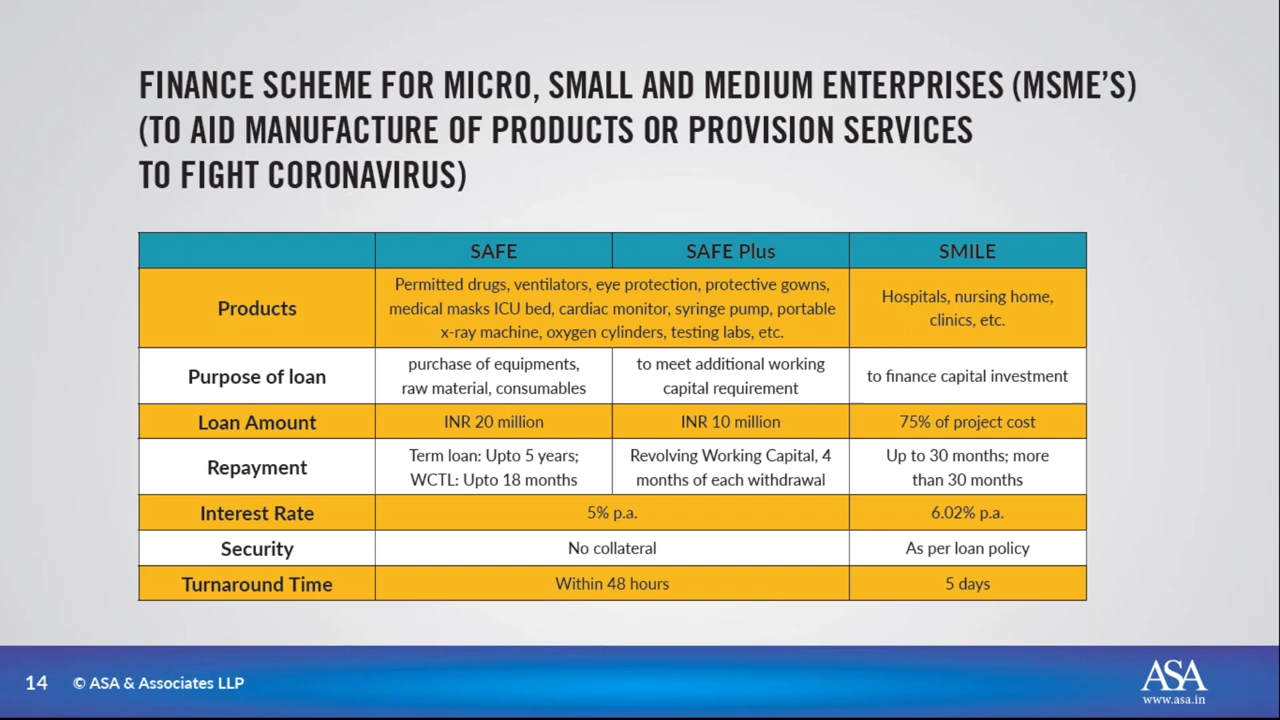 FINANCE SCHEME FOR MICRO, SMALL AND MEDIUM ENTERPRISES (MSME’S)
(TO AID MANUFACTURE OF PRODUCTS OR PROVISION SERVICES
TO FIGHT CORONAVIRUS)
SAFE SAFE Plus SMILE
Products
Permitted drugs, ventilators, eye protection, protective gowns,
medical masks ICU bed, cardiac monitor, syringe pump, portable
x-ray machine, oxygen cylinders, testing labs, etc.
Hospitals, nursing home,
clinics, etc.
Purpose of loan
purchase of equipments,
raw material, consumables
to meet additional working
capital requirement
to finance capital investment
Loan Amount INR 20 million INR 10 million 75% of project cost
Repayment
Term loan: Upto 5 years;
WCTL: Upto 18 months
Revolving Working Capital, 4
months of each withdrawal
Up to 30 months; more
than 30 months
Interest Rate 5% p.a. 6.02% p.a.
Security No collateral As per loan policy
Turnaround Time Within 48 hours 5 days
14 © ASA & Associates LLP
ASA
www.asa.in